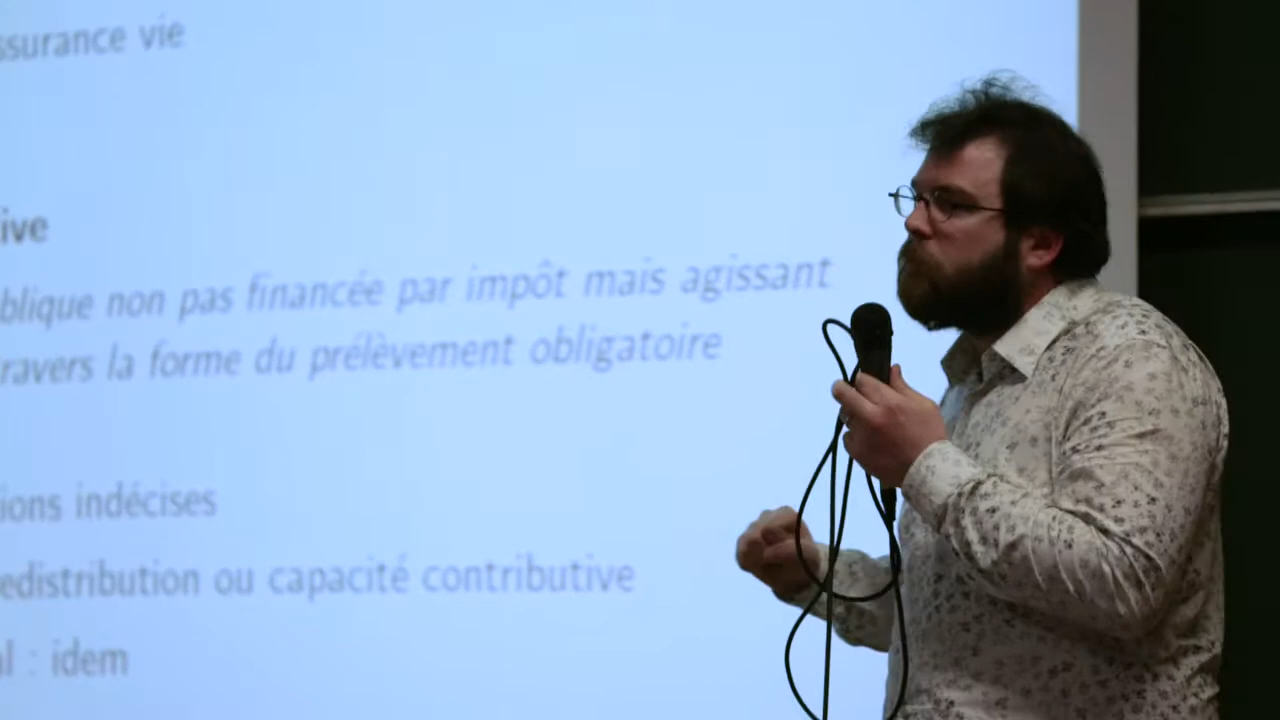 ssurance vie
ive
blique non pas financée par impôt mais agissant
ravers la forme du prélèvement obligatoire
ions indécises
edistribution ou capacité contributive
l : idem